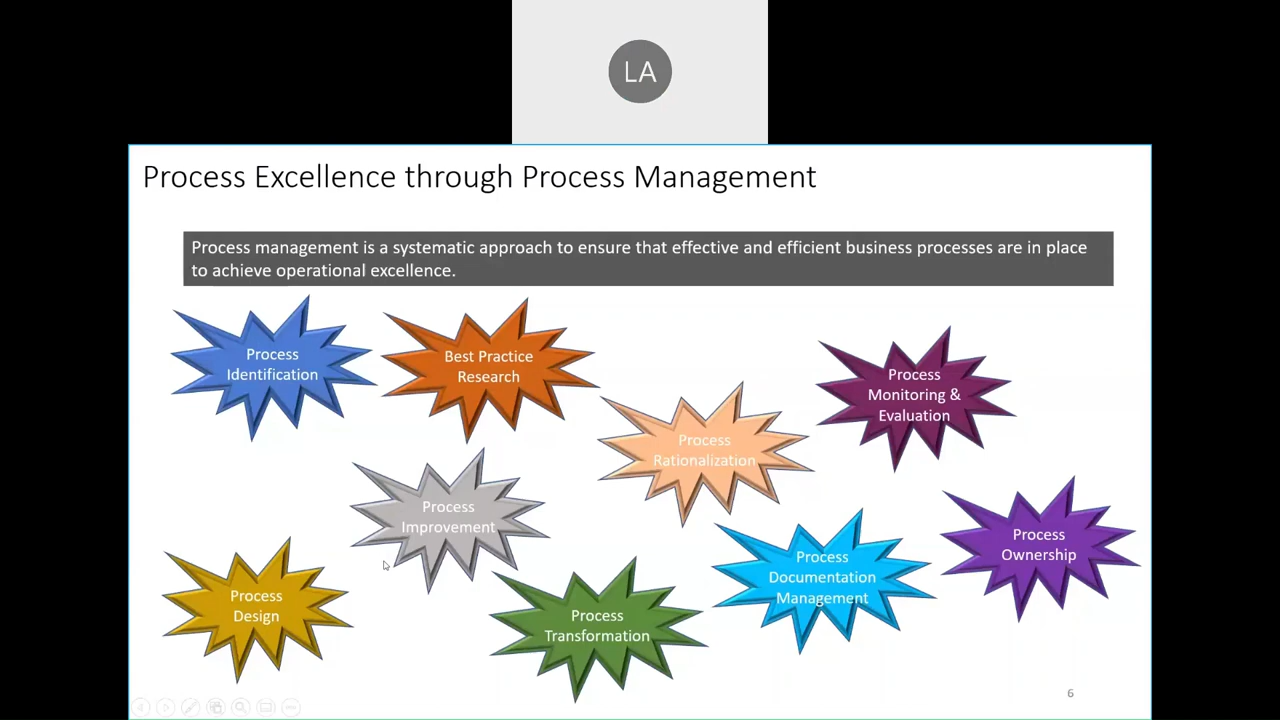 LA
Process Excellence through Process Management
Process management is a systematic approach to ensure that effective and efficient business processes are in place
to achieve operational excellence.
Process
Identification
Best Practice
Research
Process
Monitoring &
Evaluation
Process
Rationalization
Process
Improvement
Process
Ownership
Process
Documentation
Management
Process
Design
Process
Transformation
6